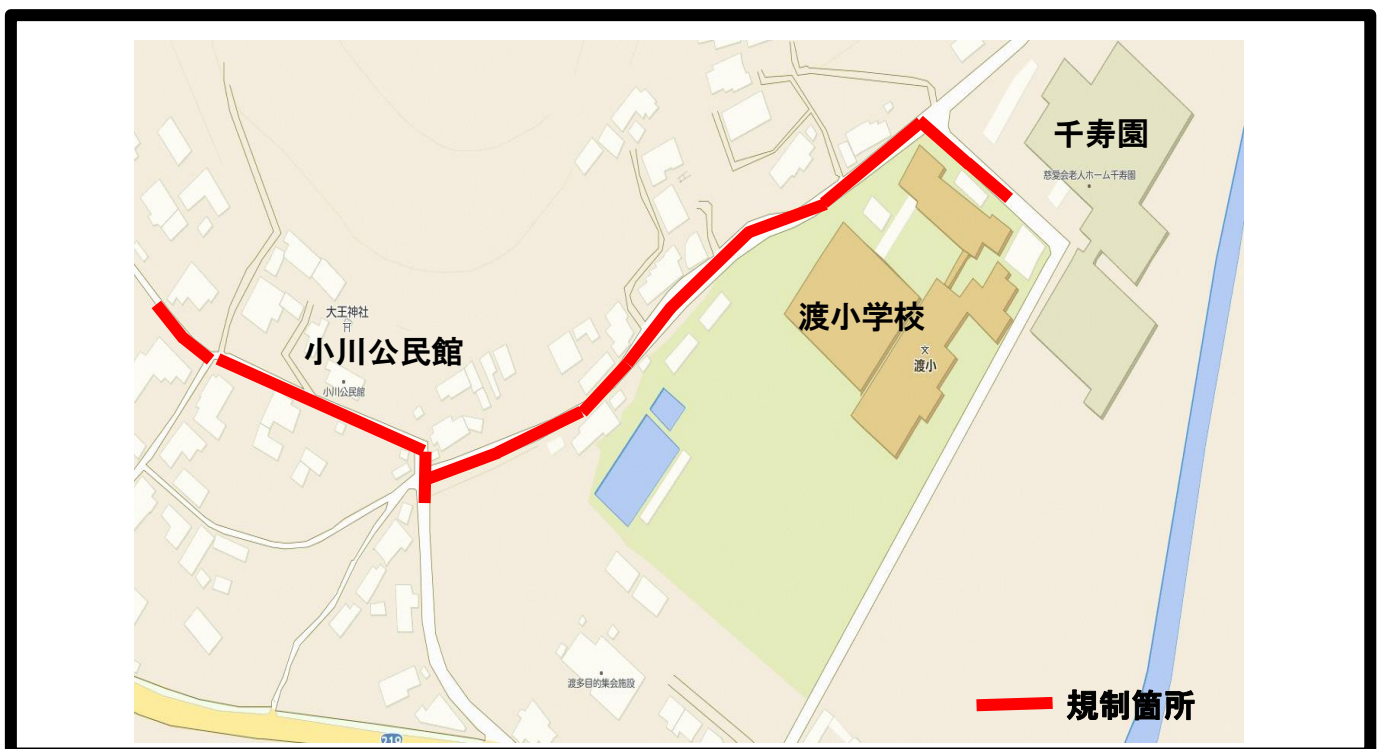 千寿園
慈愛会老人ホーム千寿園
大王神社
小川公民館
小川公民館
渡小学校
文
渡小
渡多目的集会施設
規制箇所
219